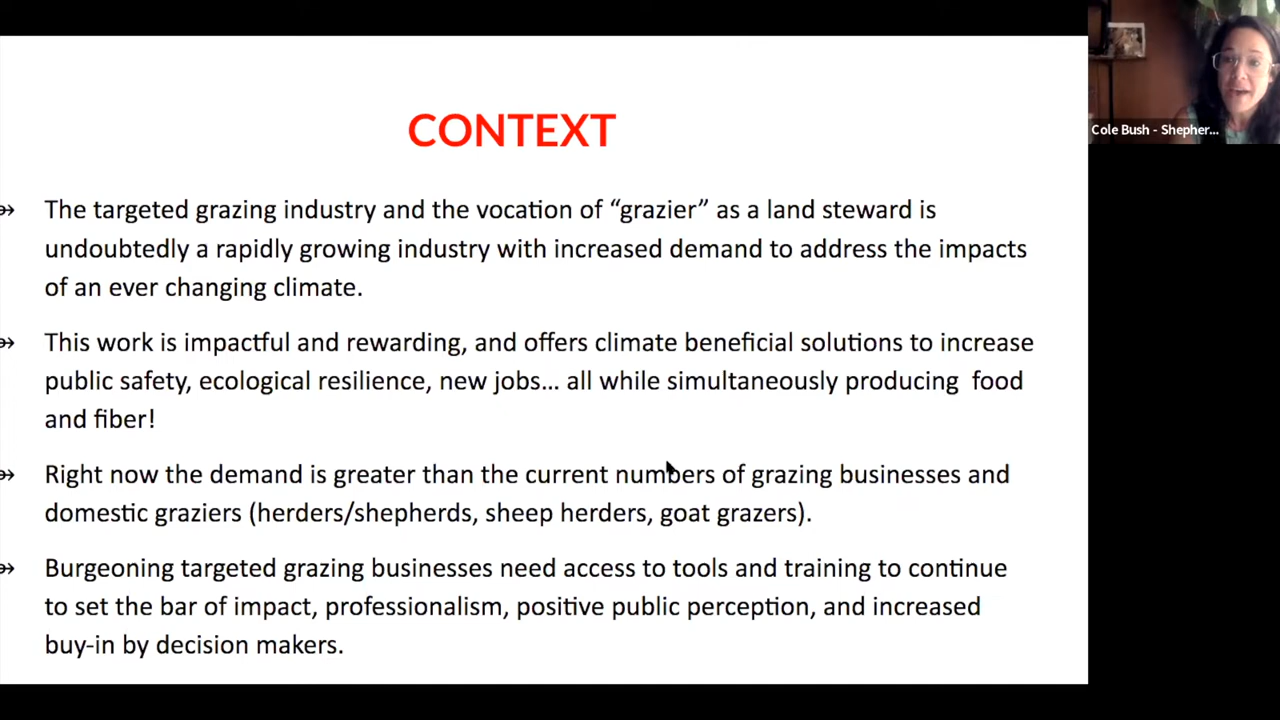 CONTEXT
The targeted grazing industry and the vocation of “grazier” as a land steward is
undoubtedly a rapidly growing industry with increased demand to address the impacts
of an ever changing climate.
This work is impactful and rewarding, and offers climate beneficial solutions to increase
public safety, ecological resilience, new jobs… all while simultaneously producing  food
and fiber!
Right now the demand is greater than the current numbers of grazing businesses and
domestic graziers (herders/shepherds, sheep herders, goat grazers).
Burgeoning targeted grazing businesses need access to tools and training to continue
to set the bar of impact, professionalism, positive public perception, and increased
buy-in by decision makers.
Cole Bush - Shepher...